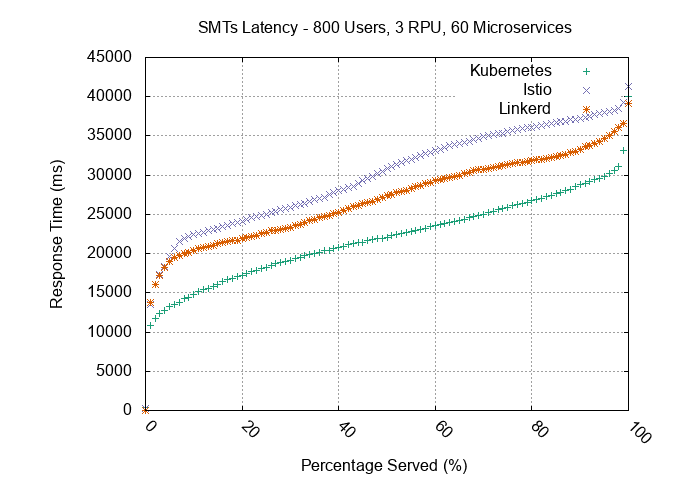 SMTs Latency - 800 Users, 3 RPU, 60 Microservices
45000
40000
35000
30000
25000
20000
15000
10000
5000
0
Kubernetes
Istio
Linkerd
Response Time (ms)
0
20
40
60
80
100
Percentage Served (%)